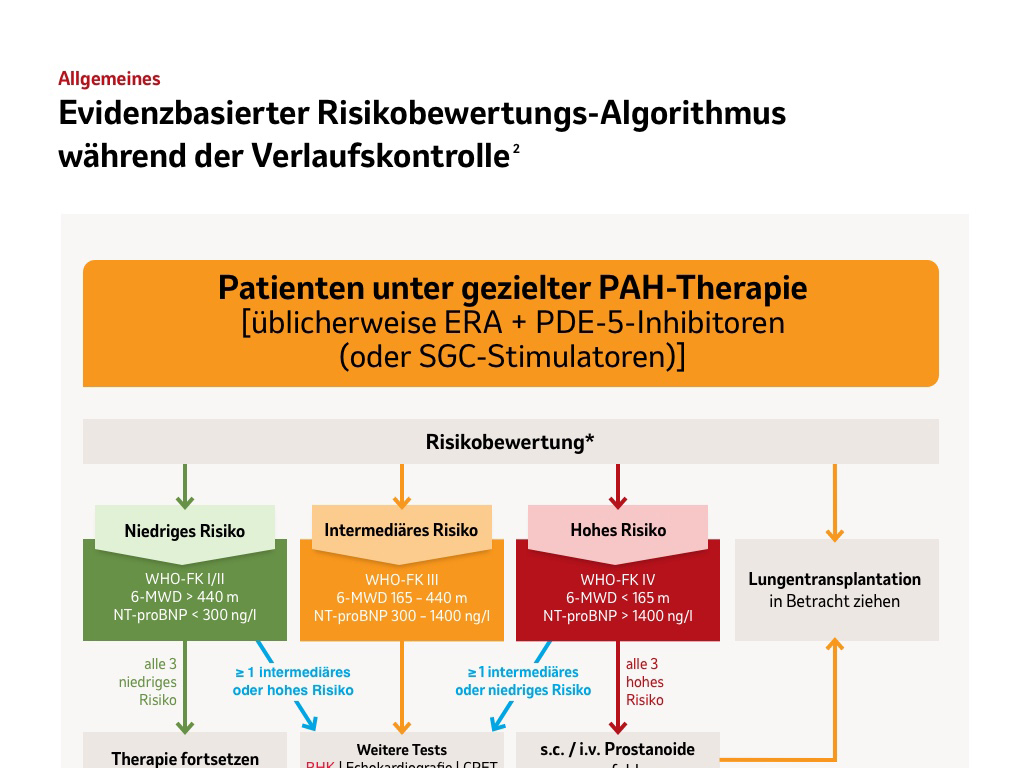 Allgemeines
Evidenzbasierter Risikobewertungs-Algorithmus
während der Verlaufskontrolle²
Patienten unter gezielter PAH-Therapie
[üblicherweise ERA + PDE-5-Inhibitoren
(oder SGC-Stimulatoren)]
Risikobewertung*
Niedriges Risiko
WHO-FK I/II
6-MWD > 440 m
NT-proBNP < 300 ng/l
Intermediäres Risiko
WHO-FK III
6-MWD 165 – 440 m
NT-proBNP 300 – 1400 ng/l
Hohes Risiko
WHO-FK IV
6-MWD < 165 m
NT-proBNP > 1400 ng/l
Lungentransplantation
in Betracht ziehen
alle 3
niedriges
Risiko
≥ 1 intermediäres
oder hohes Risiko
≥ 1 intermediäres
oder niedriges Risiko
alle 3
hohes
Risiko
Therapie fortsetzen
Weitere Tests
RHK | Echokardiografie | CPET
s.c. / i.v. Prostanoide